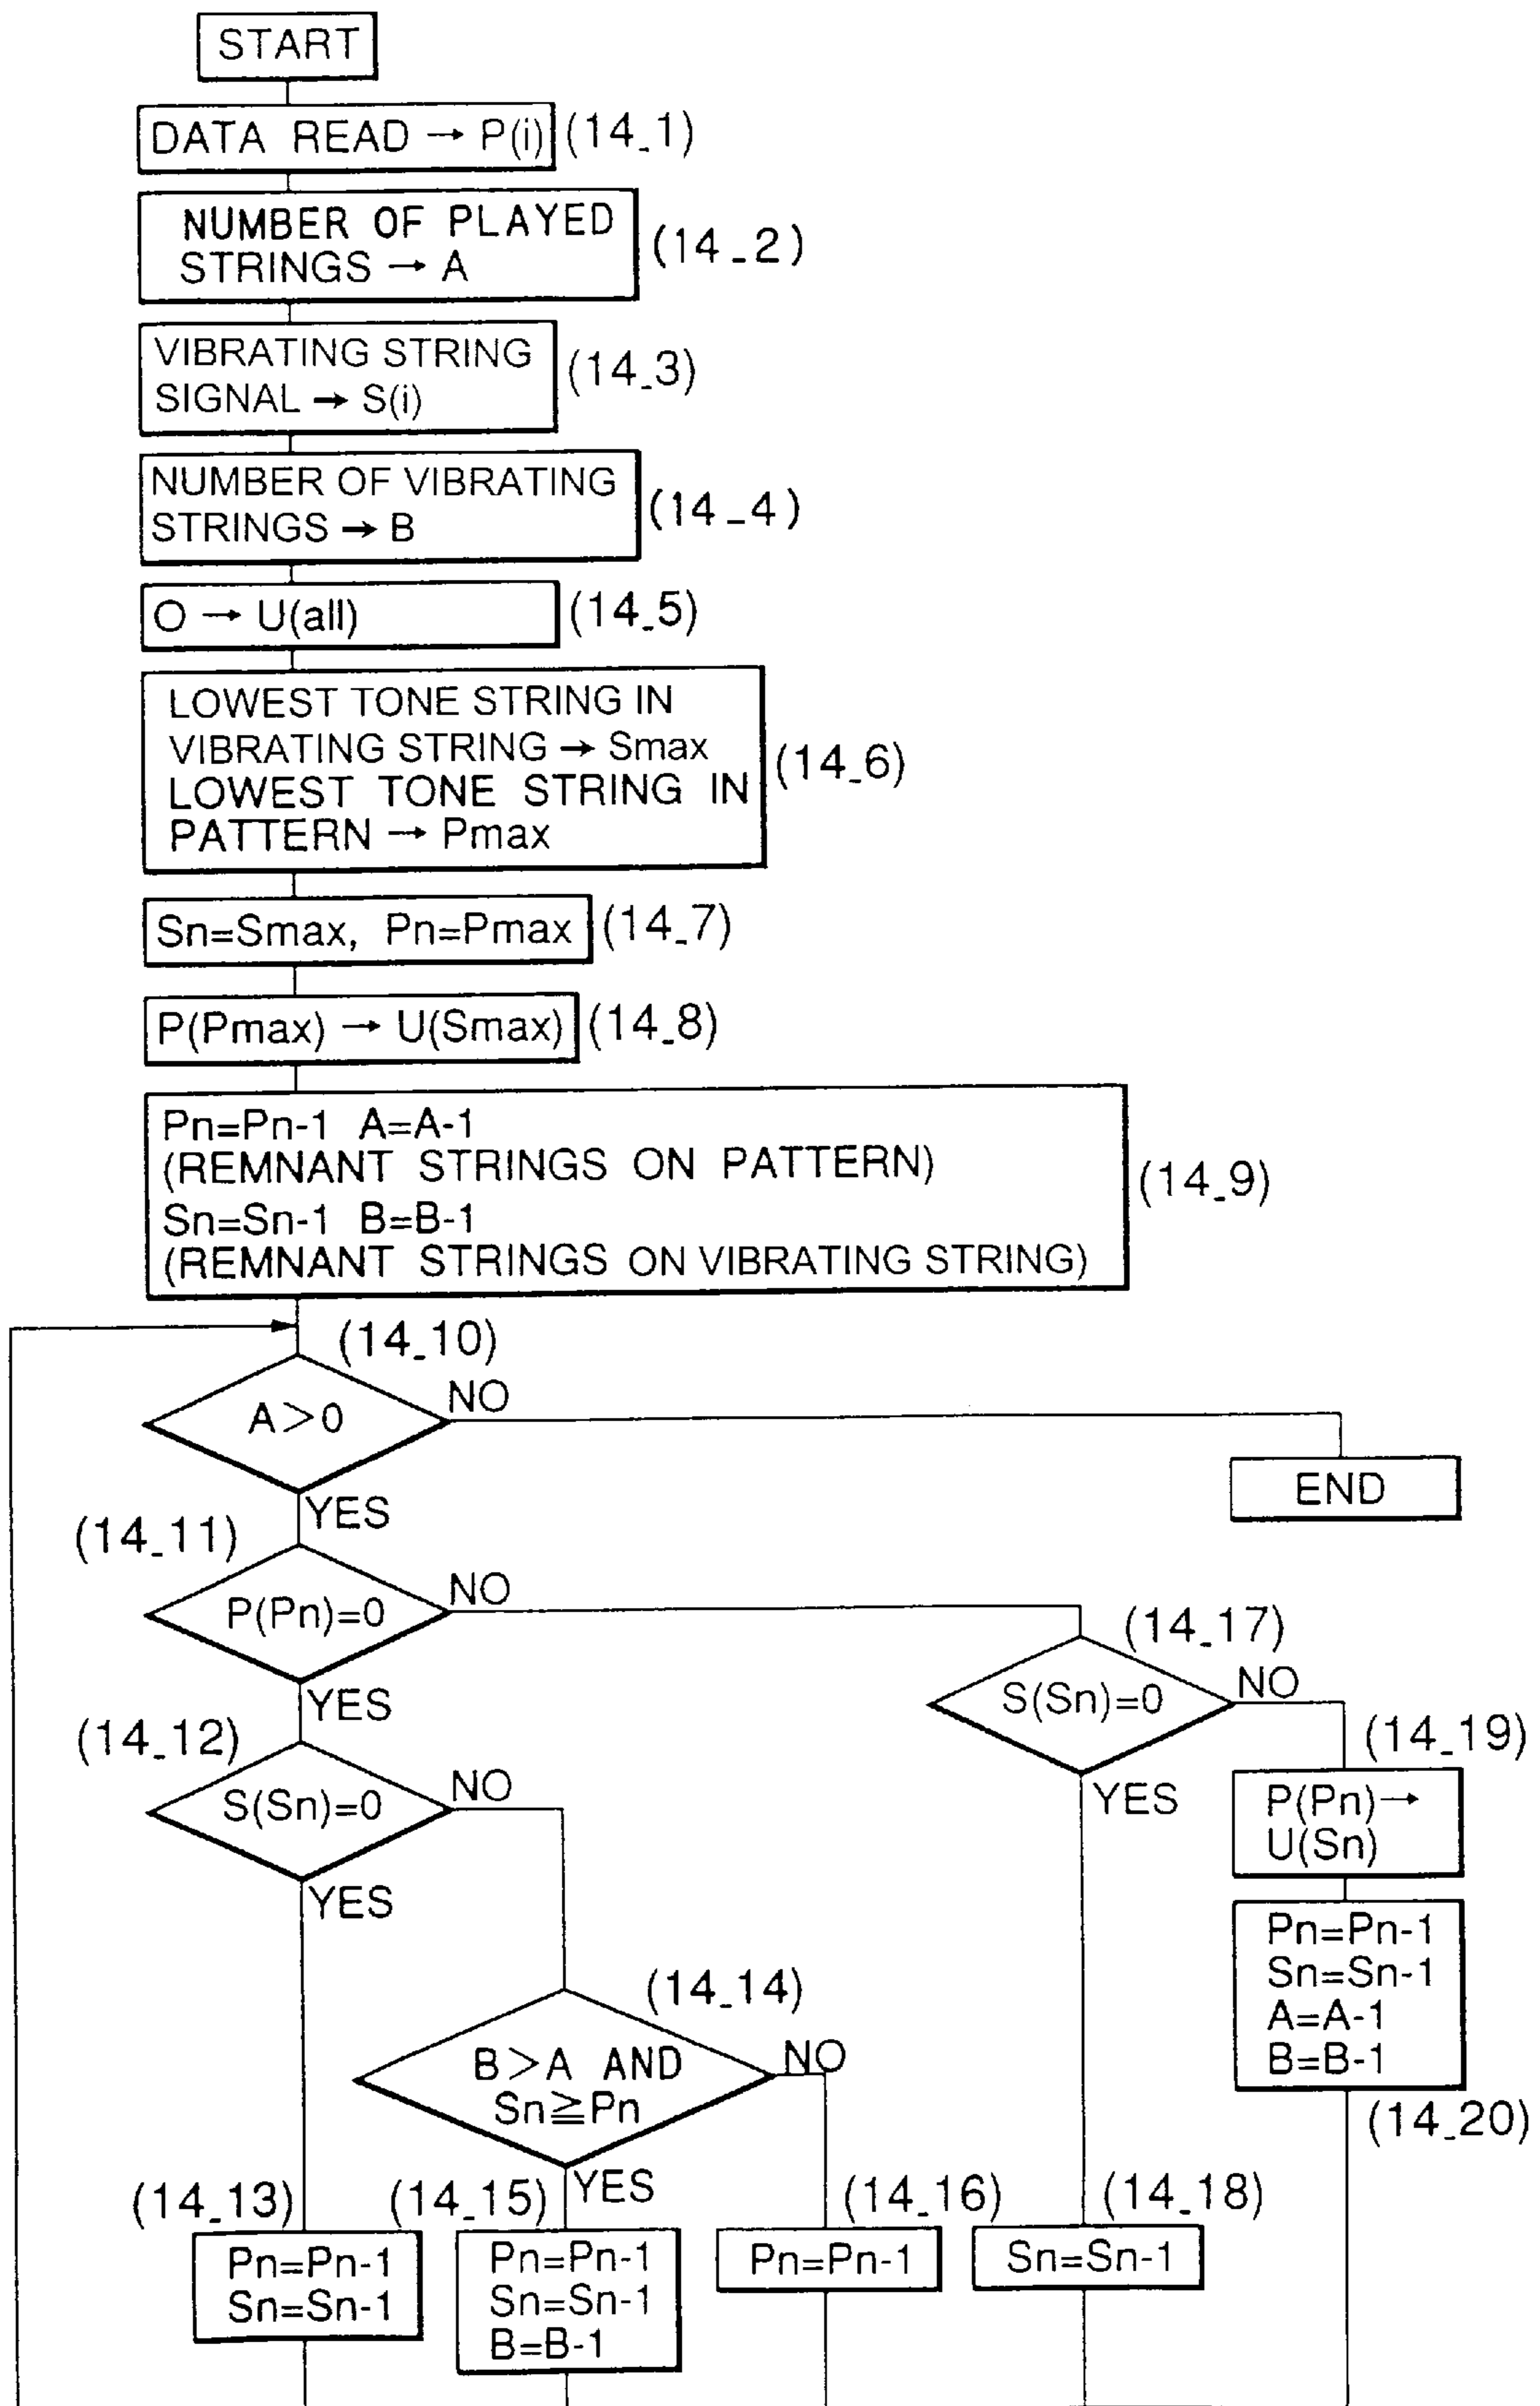 START
DATA READ → P(i) (14_1)
NUMBER OF PLAYED
STRINGS → A
(14_2)
VIBRATING STRING
SIGNAL → S(i)
(14_3)
NUMBER OF VIBRATING
STRINGS → B
(14_4)
O → U(all) (14_5)
LOWEST TONE STRING IN
VIBRATING STRING → Smax
LOWEST TONE STRING IN
PATTERN → Pmax
(14_6)
Sn=Smax, Pn=Pmax (14_7)
P(Pmax) → U(Smax) (14_8)
Pn=Pn-1 A=A-1
(REMNANT STRINGS ON PATTERN)
Sn=Sn-1 B=B-1
(REMNANT STRINGS ON VIBRATING STRING)
(14_9)
(14_10)
A>0
NO
END
YES
(14_11)
P(Pn)=0
NO
YES
(14_17)
S(Sn)=0
NO
YES
(14_19)
P(Pn)→
U(Sn)
Pn=Pn-1
Sn=Sn-1
A=A-1
B=B-1
(14_20)
(14_12)
S(Sn)=0
NO
YES
(14_14)
B>A AND
Sn≧Pn
NO
YES
(14_13)
Pn=Pn-1
Sn=Sn-1
(14_15)
Pn=Pn-1
Sn=Sn-1
B=B-1
(14_16)
Pn=Pn-1
(14_18)
Sn=Sn-1